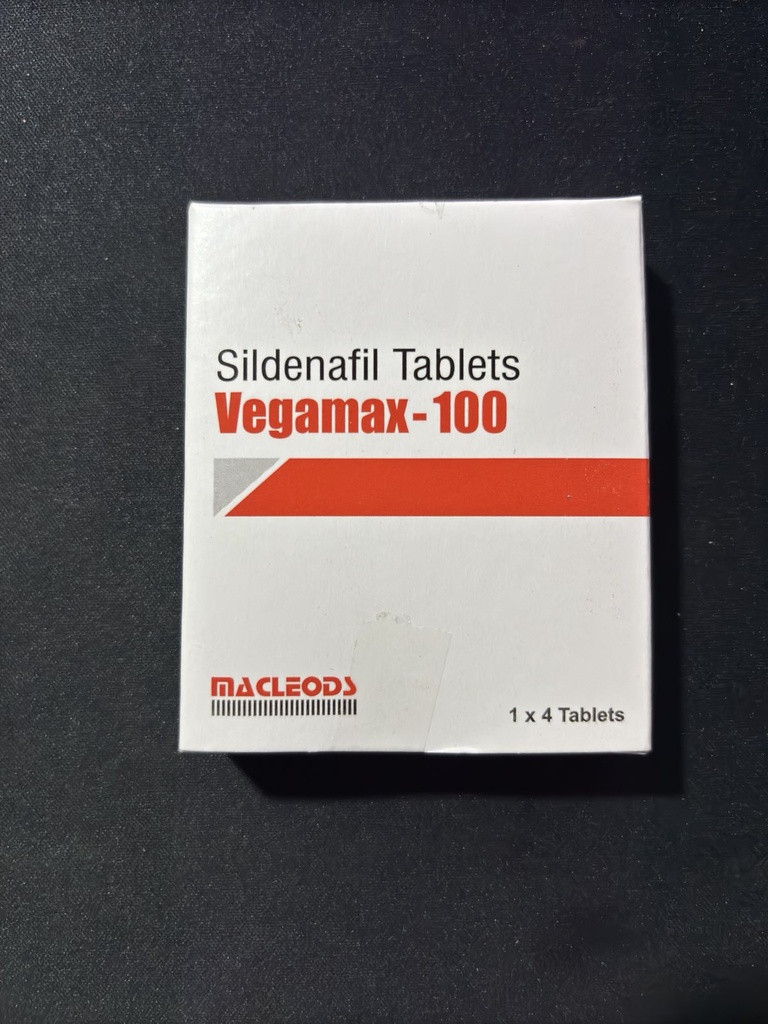 Sildenafil Tablets
Vegamax-100
MACLEODS
1 x 4 Tablets